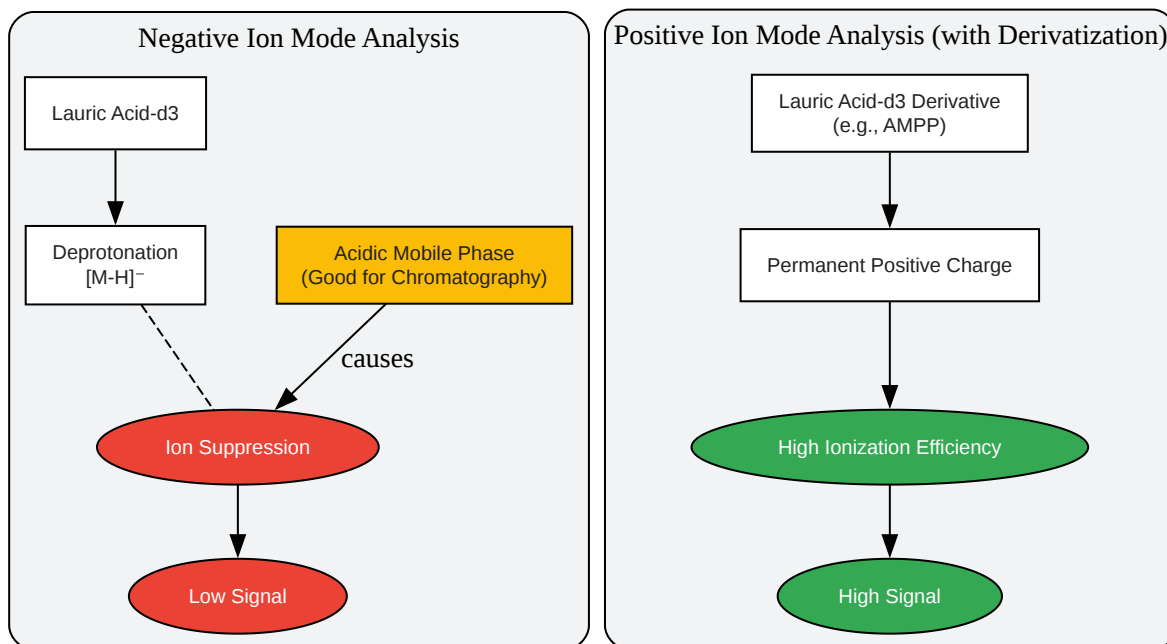 Negative Ion Mode Analysis
Lauric Acid-d3
Deprotonation
[M-H]⁻
Acidic Mobile Phase
(Good for Chromatography)
causes
Ion Suppression
Low Signal
Positive Ion Mode Analysis (with Derivatization)
Lauric Acid-d3 Derivative
(e.g., AMPP)
Permanent Positive Charge
High Ionization Efficiency
High Signal